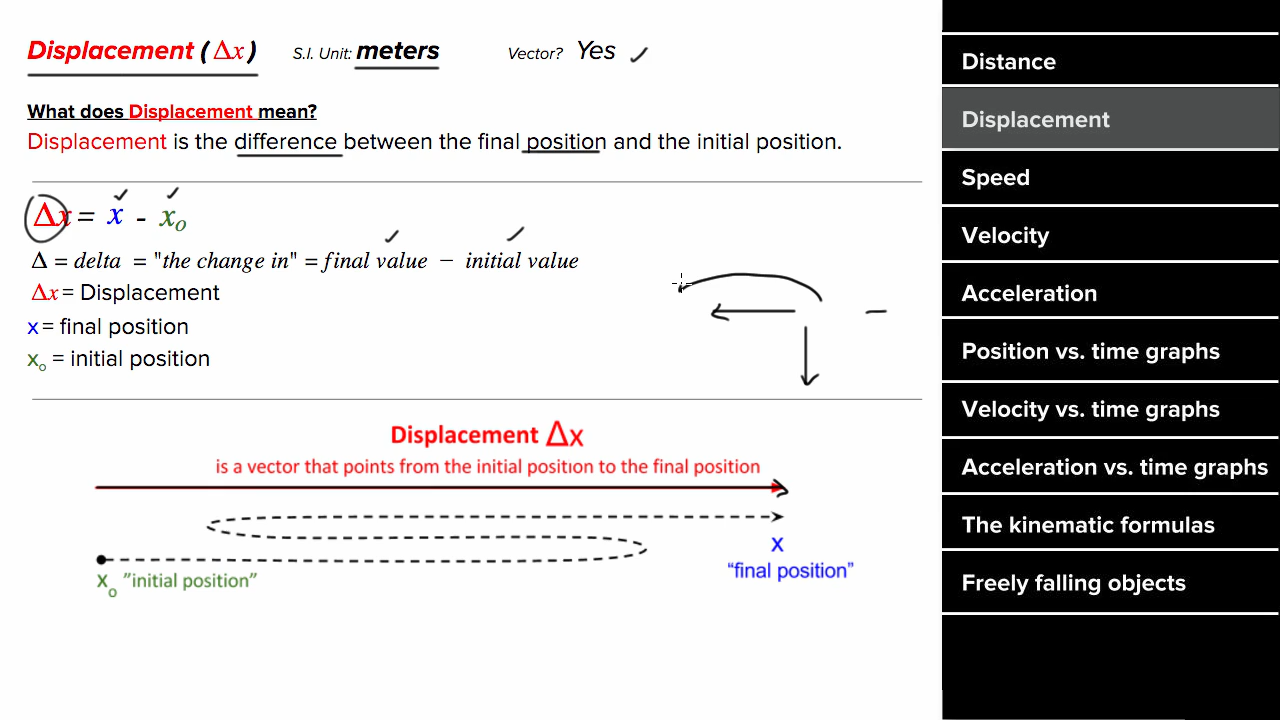 Displacement (Δx) S.I. Unit: meters Vector? Yes ✓
What does Displacement mean?
Displacement is the difference between the final position and the initial position.
Δx = x - xₒ
Δ = delta = "the change in" = final value − initial value
Δx = Displacement
x = final position
xₒ = initial position
−
Displacement Δx
is a vector that points from the initial position to the final position
x
"final position"
xₒ "initial position"
Distance
Displacement
Speed
Velocity
Acceleration
Position vs. time graphs
Velocity vs. time graphs
Acceleration vs. time graphs
The kinematic formulas
Freely falling objects